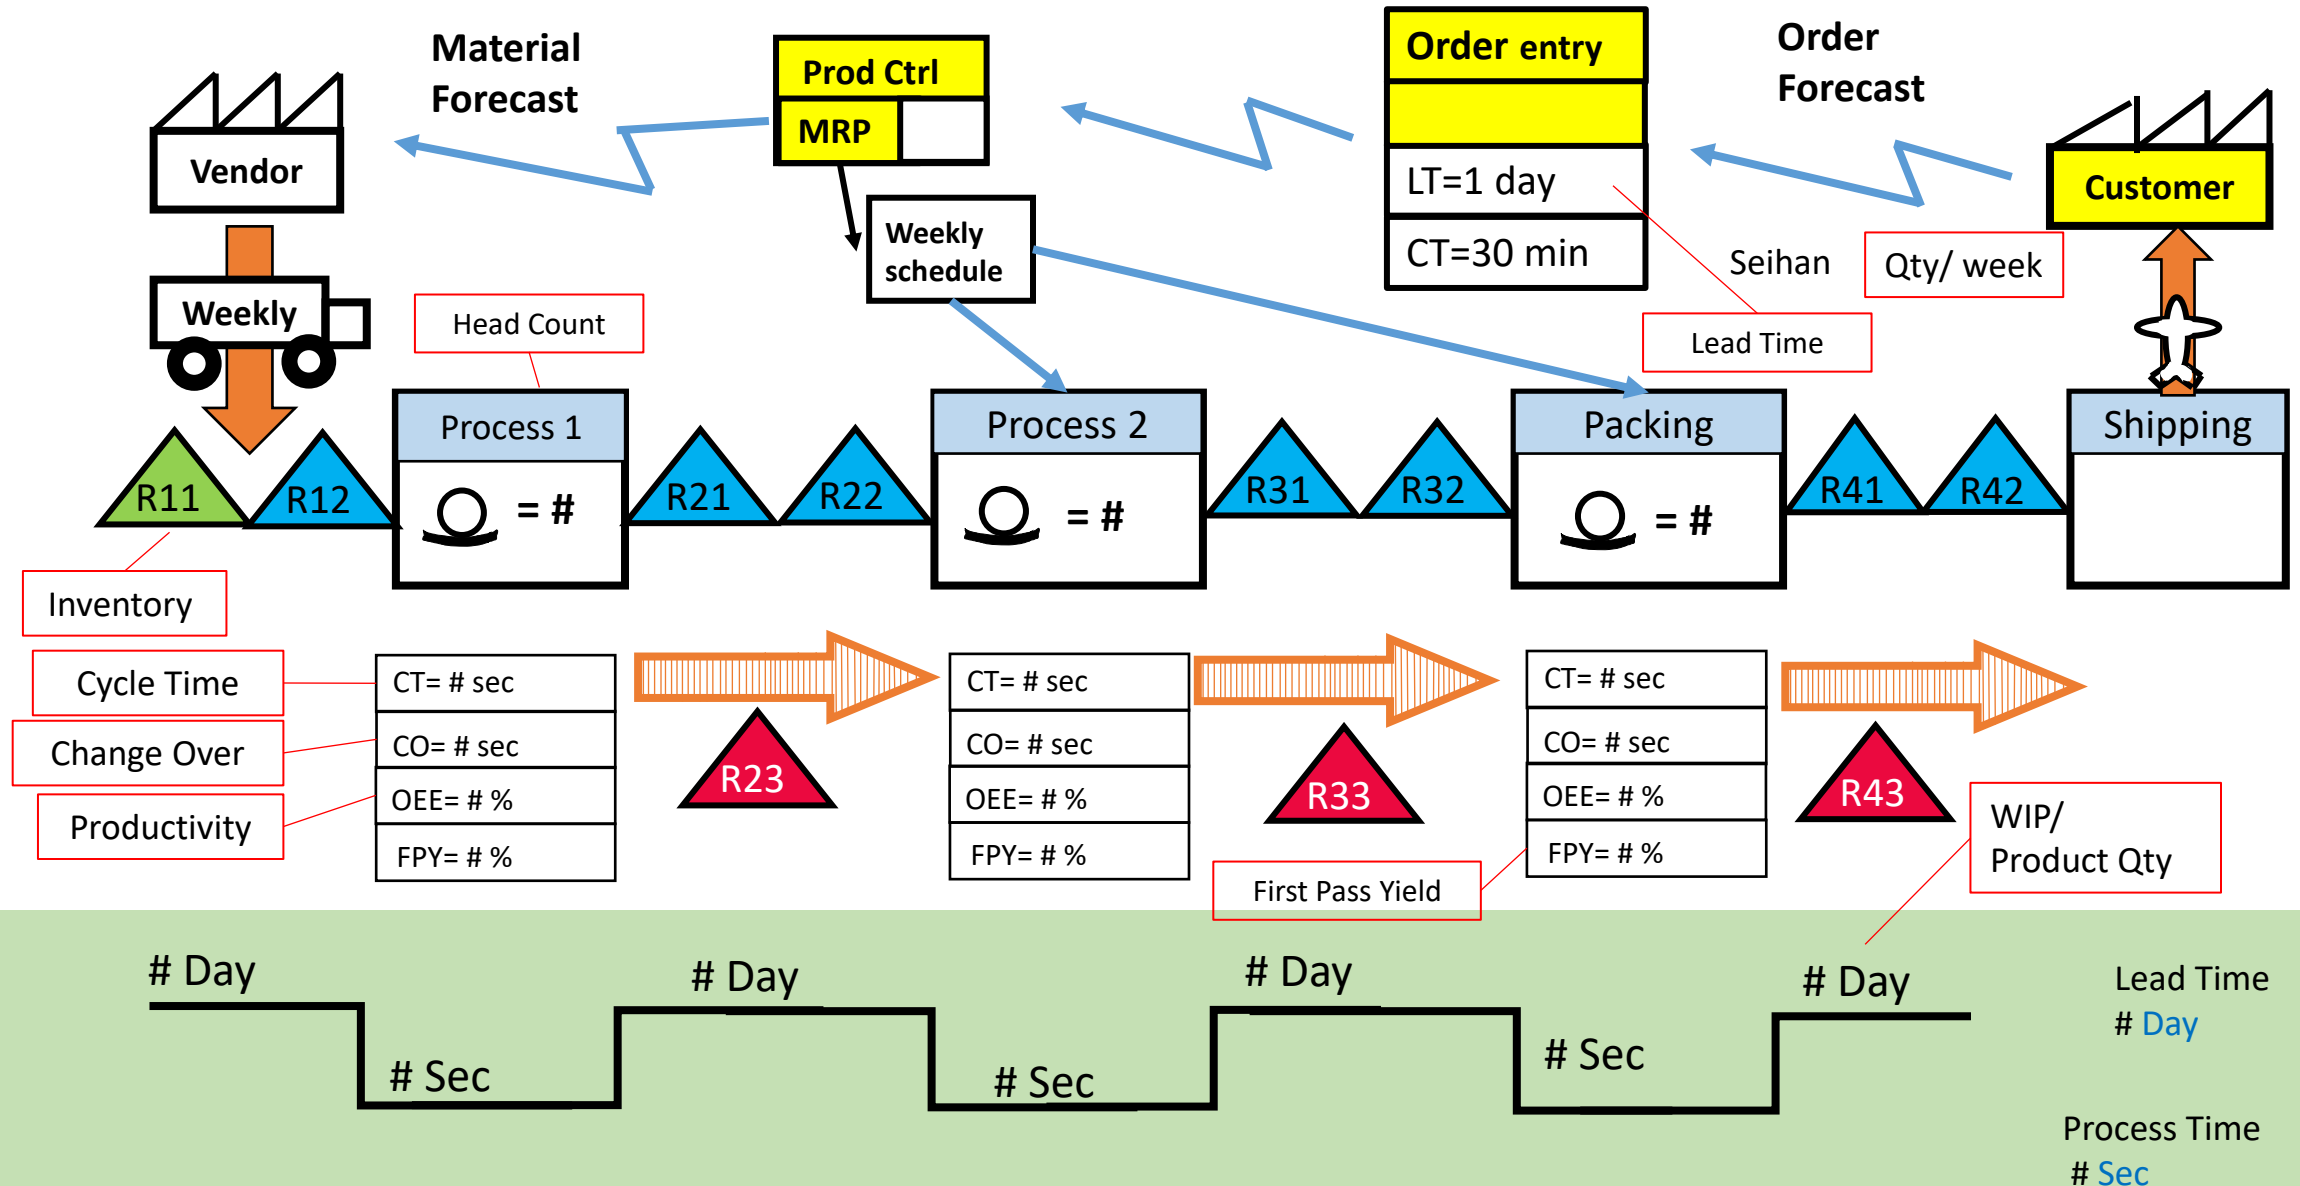 Material
Forecast
Prod Ctrl
MRP
Order entry
LT=1 day
CT=30 min
Order
Forecast
Vendor
Customer
Weekly
schedule
Seihan
Qty/ week
Weekly
Head Count
Lead Time
Process 1
Process 2
Packing
Shipping
R11
R12
= #
R21
R22
= #
R31
R32
= #
R41
R42
Inventory
Cycle Time
Change Over
Productivity
CT= # sec
CO= # sec
OEE= # %
FPY= # %
R23
CT= # sec
CO= # sec
OEE= # %
FPY= # %
R33
First Pass Yield
CT= # sec
CO= # sec
OEE= # %
FPY= # %
R43
WIP/
Product Qty
# Day
# Sec
# Day
# Sec
# Day
# Sec
# Day
Lead Time
# Day
Process Time
# Sec